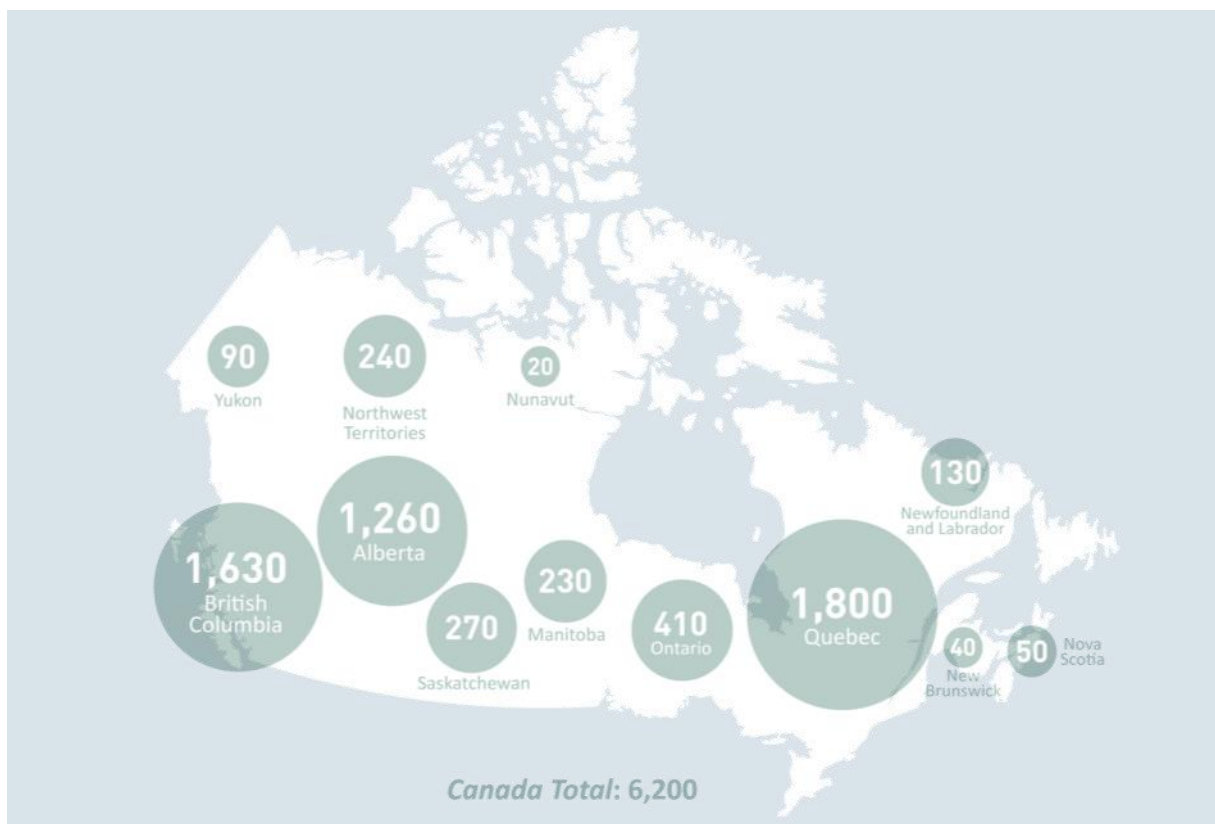 90
Yukon
240
Northwest
Territories
20
Nunavut
130
Newfoundland
and Labrador
1,260
Alberta
1,630
British
Columbia
270
Saskatchewan
230
Manitoba
410
Ontario
1,800
Quebec
40
New
Brunswick
50
Nova
Scotia
Canada Total: 6,200